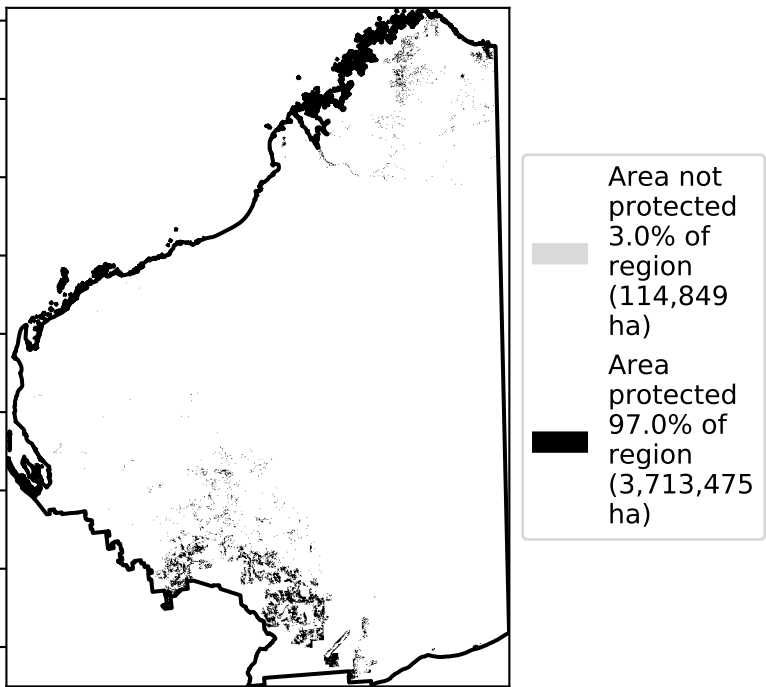 Area not
protected
3.0% of
region
(114,849
ha)
Area
protected
97.0% of
region
(3,713,475
ha)